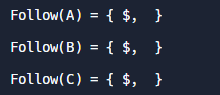 Follow(A) = { $,  }
Follow(B) = { $,  }
Follow(C) = { $,  }